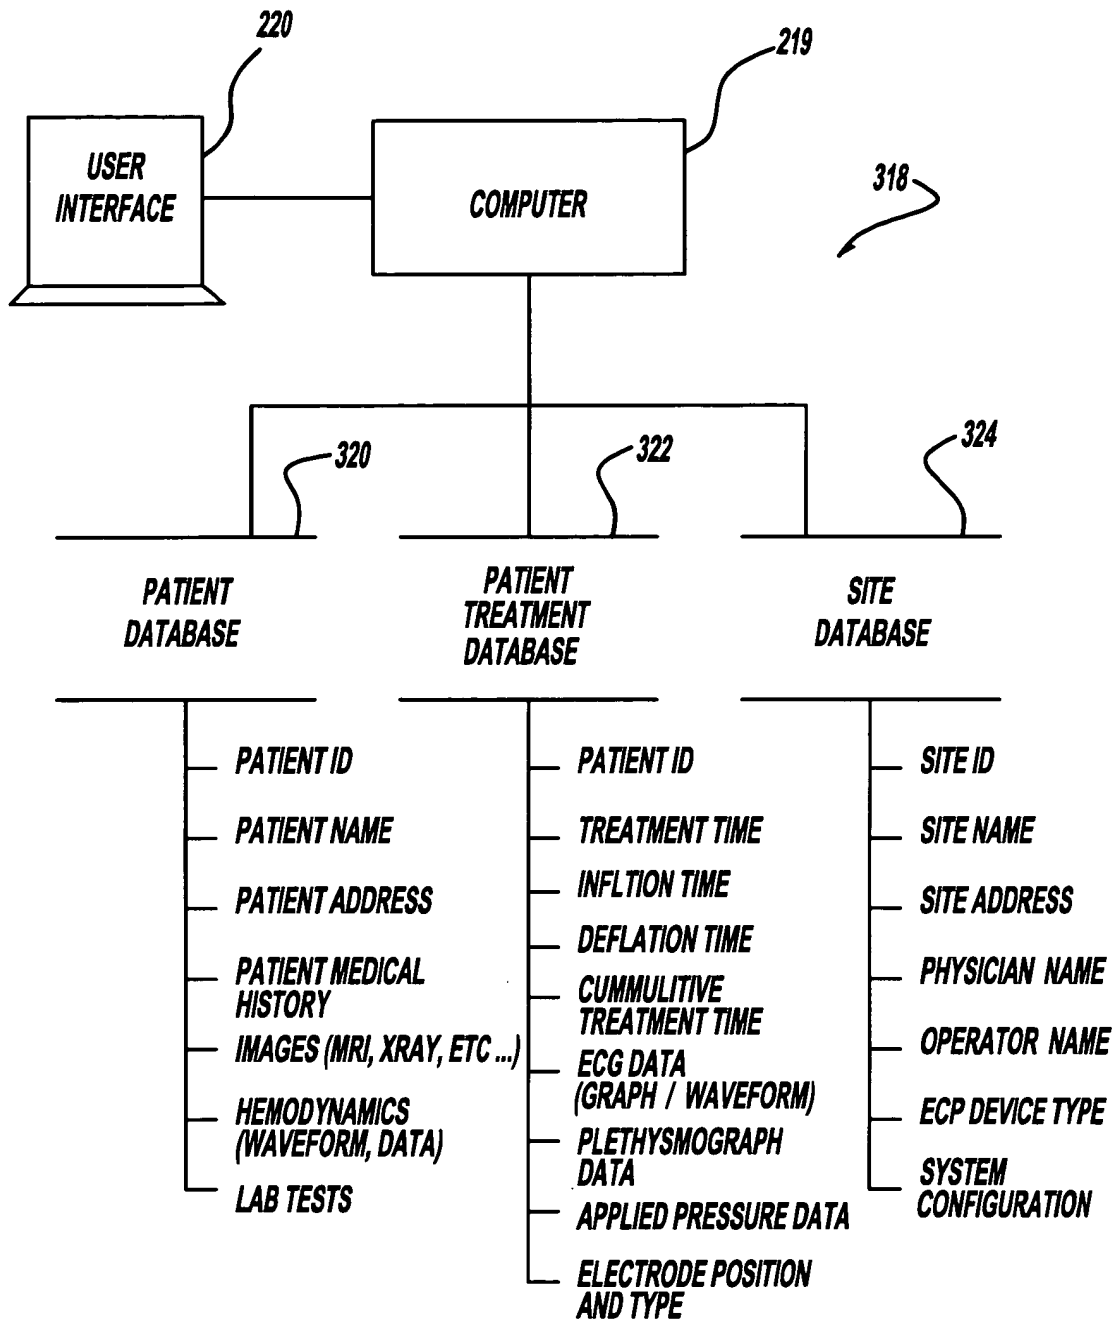 220
219
USER
INTERFACE
COMPUTER
318
320
322
324
PATIENT
DATABASE
PATIENT
TREATMENT
DATABASE
SITE
DATABASE
PATIENT ID
PATIENT NAME
PATIENT ADDRESS
PATIENT MEDICAL
HISTORY
IMAGES (MRI, XRAY, ETC ...)
HEMODYNAMICS
(WAVEFORM, DATA)
LAB TESTS
PATIENT ID
TREATMENT TIME
INFLTION TIME
DEFLATION TIME
CUMMULITIVE
TREATMENT TIME
ECG DATA
(GRAPH / WAVEFORM)
PLETHYSMOGRAPH
DATA
APPLIED PRESSURE DATA
ELECTRODE POSITION
AND TYPE
SITE ID
SITE NAME
SITE ADDRESS
PHYSICIAN NAME
OPERATOR NAME
ECP DEVICE TYPE
SYSTEM
CONFIGURATION